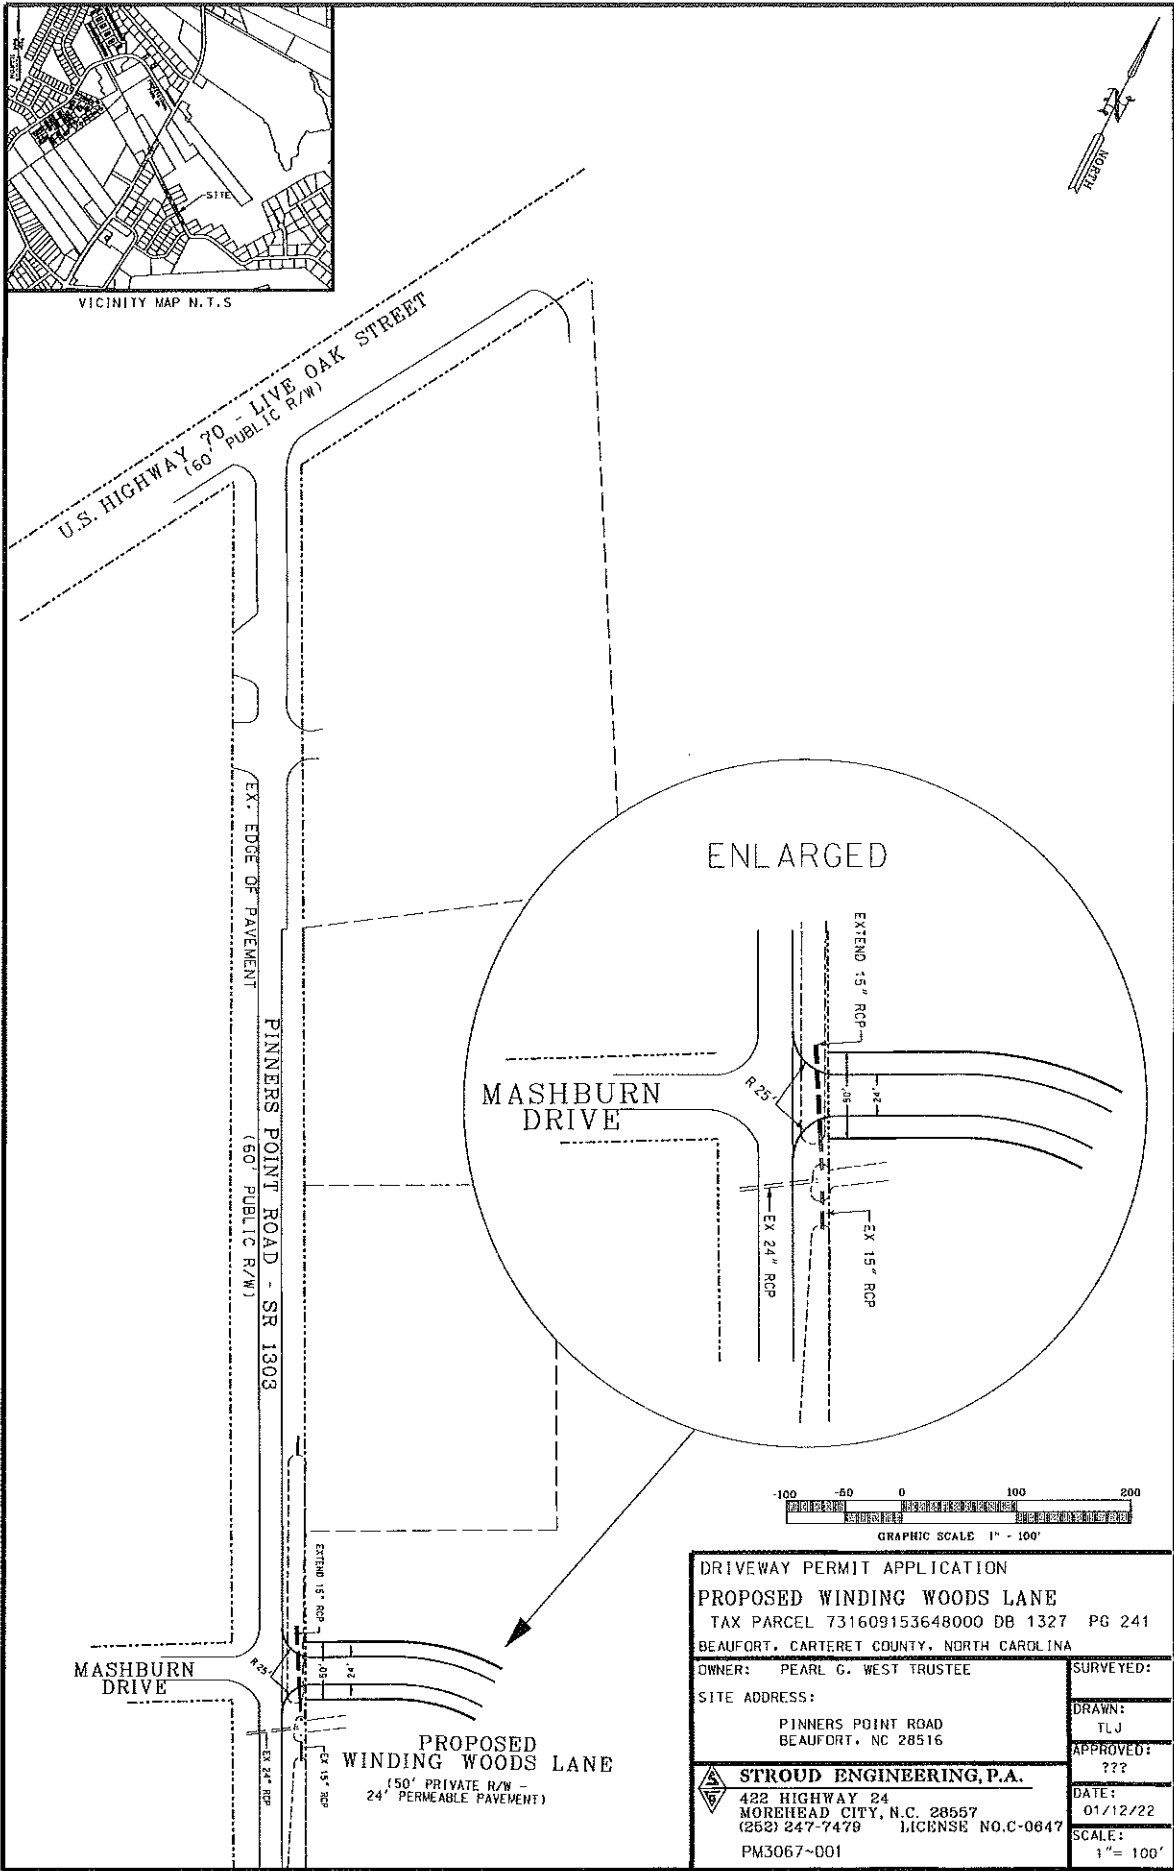 SITE
VICINITY MAP N.T.S
N
NORTH
U.S. HIGHWAY 70 - LIVE OAK STREET
(60' PUBLIC R/W)
EX. EDGE OF PAVEMENT
PINNERS POINT ROAD - SR 1303
(60' PUBLIC R/W)
ENLARGED
EXTEND 15" RCP
MASHBURN
DRIVE
R 25'
50'
24'
EX 24" RCP
EX 15" RCP
-100 -50 0 100 200
GRAPHIC SCALE 1" - 100'
EXTEND 15" RCP
MASHBURN
DRIVE
R 25'
50'
24'
EX 24" RCP
EX 15" RCP
PROPOSED
WINDING WOODS LANE
(50' PRIVATE R/W -
24' PERMEABLE PAVEMENT)
DRIVEWAY PERMIT APPLICATION
PROPOSED WINDING WOODS LANE
TAX PARCEL 731609153648000 DB 1327 PG 241
BEAUFORT, CARTERET COUNTY, NORTH CAROLINA
OWNER: PEARL G. WEST TRUSTEE
SITE ADDRESS:
PINNERS POINT ROAD
BEAUFORT, NC 28516
SURVEYED:
DRAWN:
TLJ
APPROVED:
???
DATE:
01/12/22
SCALE:
1"= 100'
STROUD ENGINEERING, P.A.
422 HIGHWAY 24
MOREHEAD CITY, N.C. 28557
(252) 247-7479 LICENSE NO.C-0647
PM3067~001